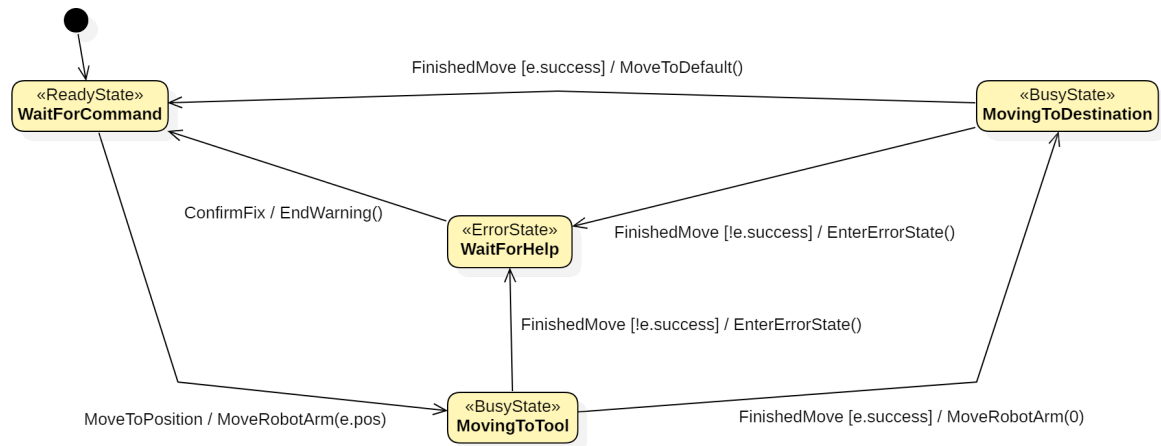 FinishedMove [e.success] / MoveToDefault()
«ReadyState»
WaitForCommand
«BusyState»
MovingToDestination
ConfirmFix / EndWarning()
«ErrorState»
WaitForHelp
FinishedMove [!e.success] / EnterErrorState()
FinishedMove [!e.success] / EnterErrorState()
MoveToPosition / MoveRobotArm(e.pos)
«BusyState»
MovingToTool
FinishedMove [e.success] / MoveRobotArm(0)